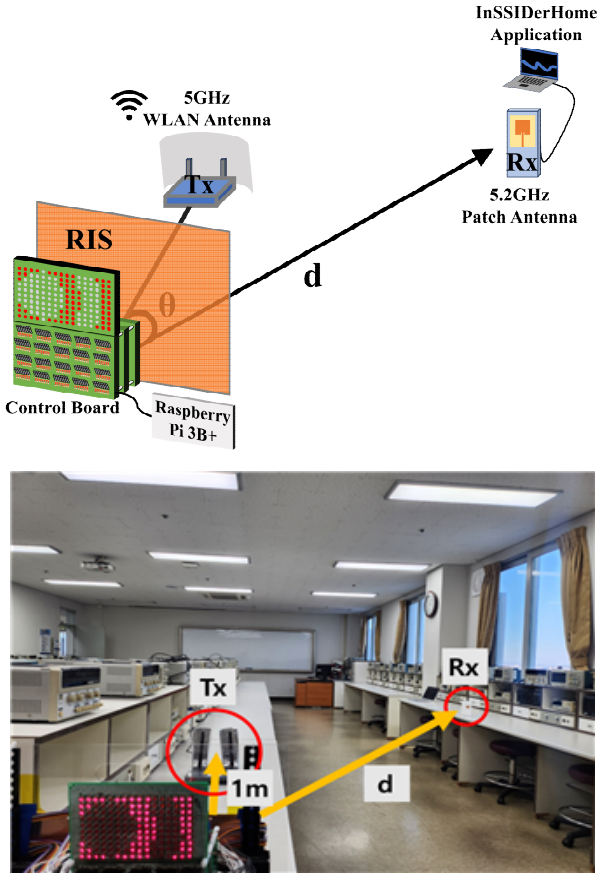 InSSIDerHome
Application
5GHz
WLAN Antenna
Tx
Rx
5.2GHz
Patch Antenna
RIS
θ
d
Control Board
Raspberry
Pi 3B+
Tx
Rx
1m
d